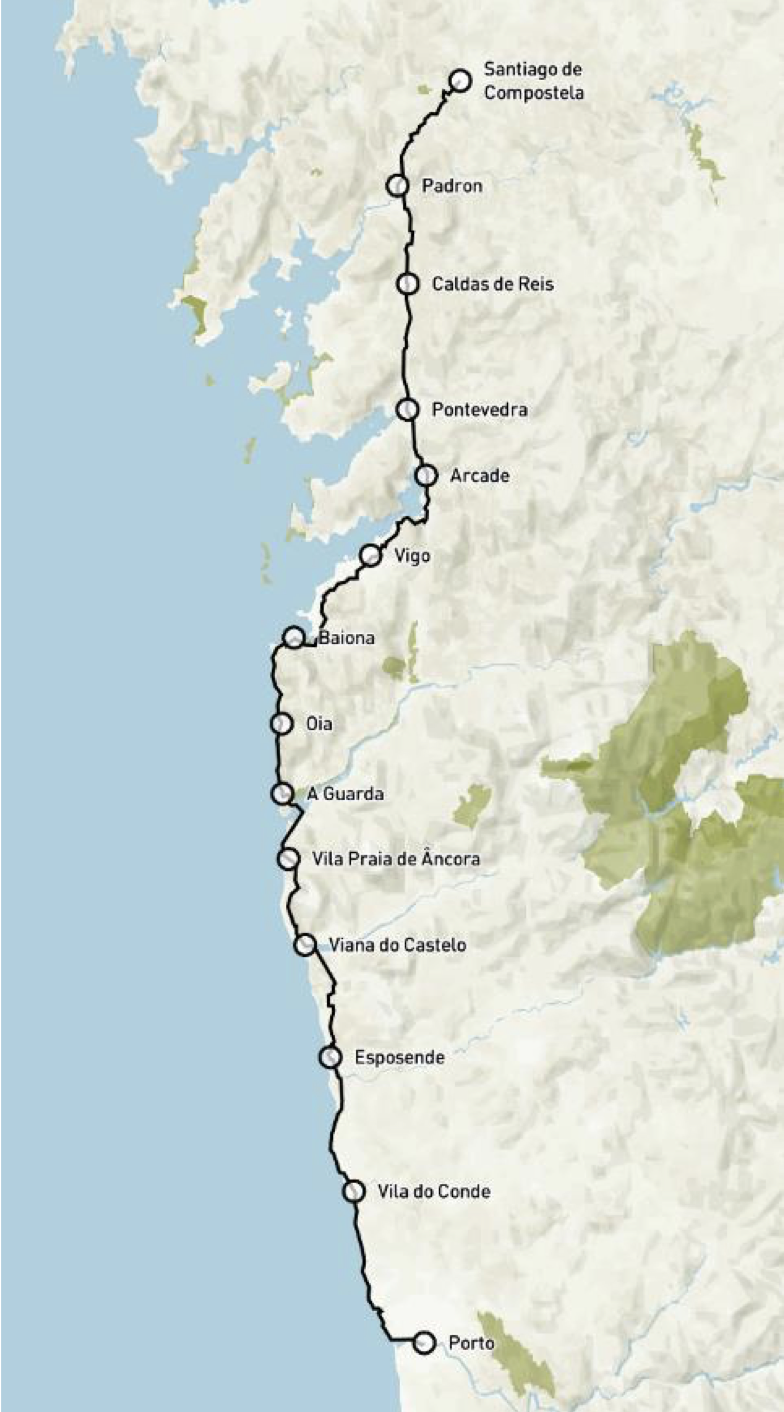 Santiago de
Compostela
Padron
Caldas de Reis
Pontevedra
Arcade
Vigo
Baiona
Oia
A Guarda
Vila Praia de Âncora
Viana do Castelo
Esposende
Vila do Conde
Porto